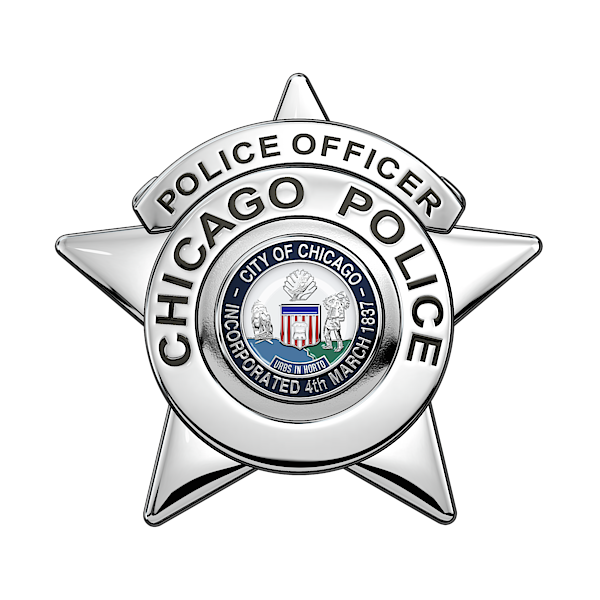 POLICE OFFICER
CHICAGO POLICE
CITY OF CHICAGO
INCORPORATED 4th MARCH 1837
URBS IN HORTO